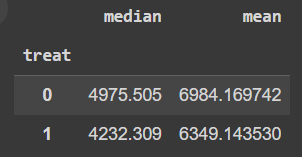 median mean
treat
0 4975.505 6984.169742
1 4232.309 6349.143530